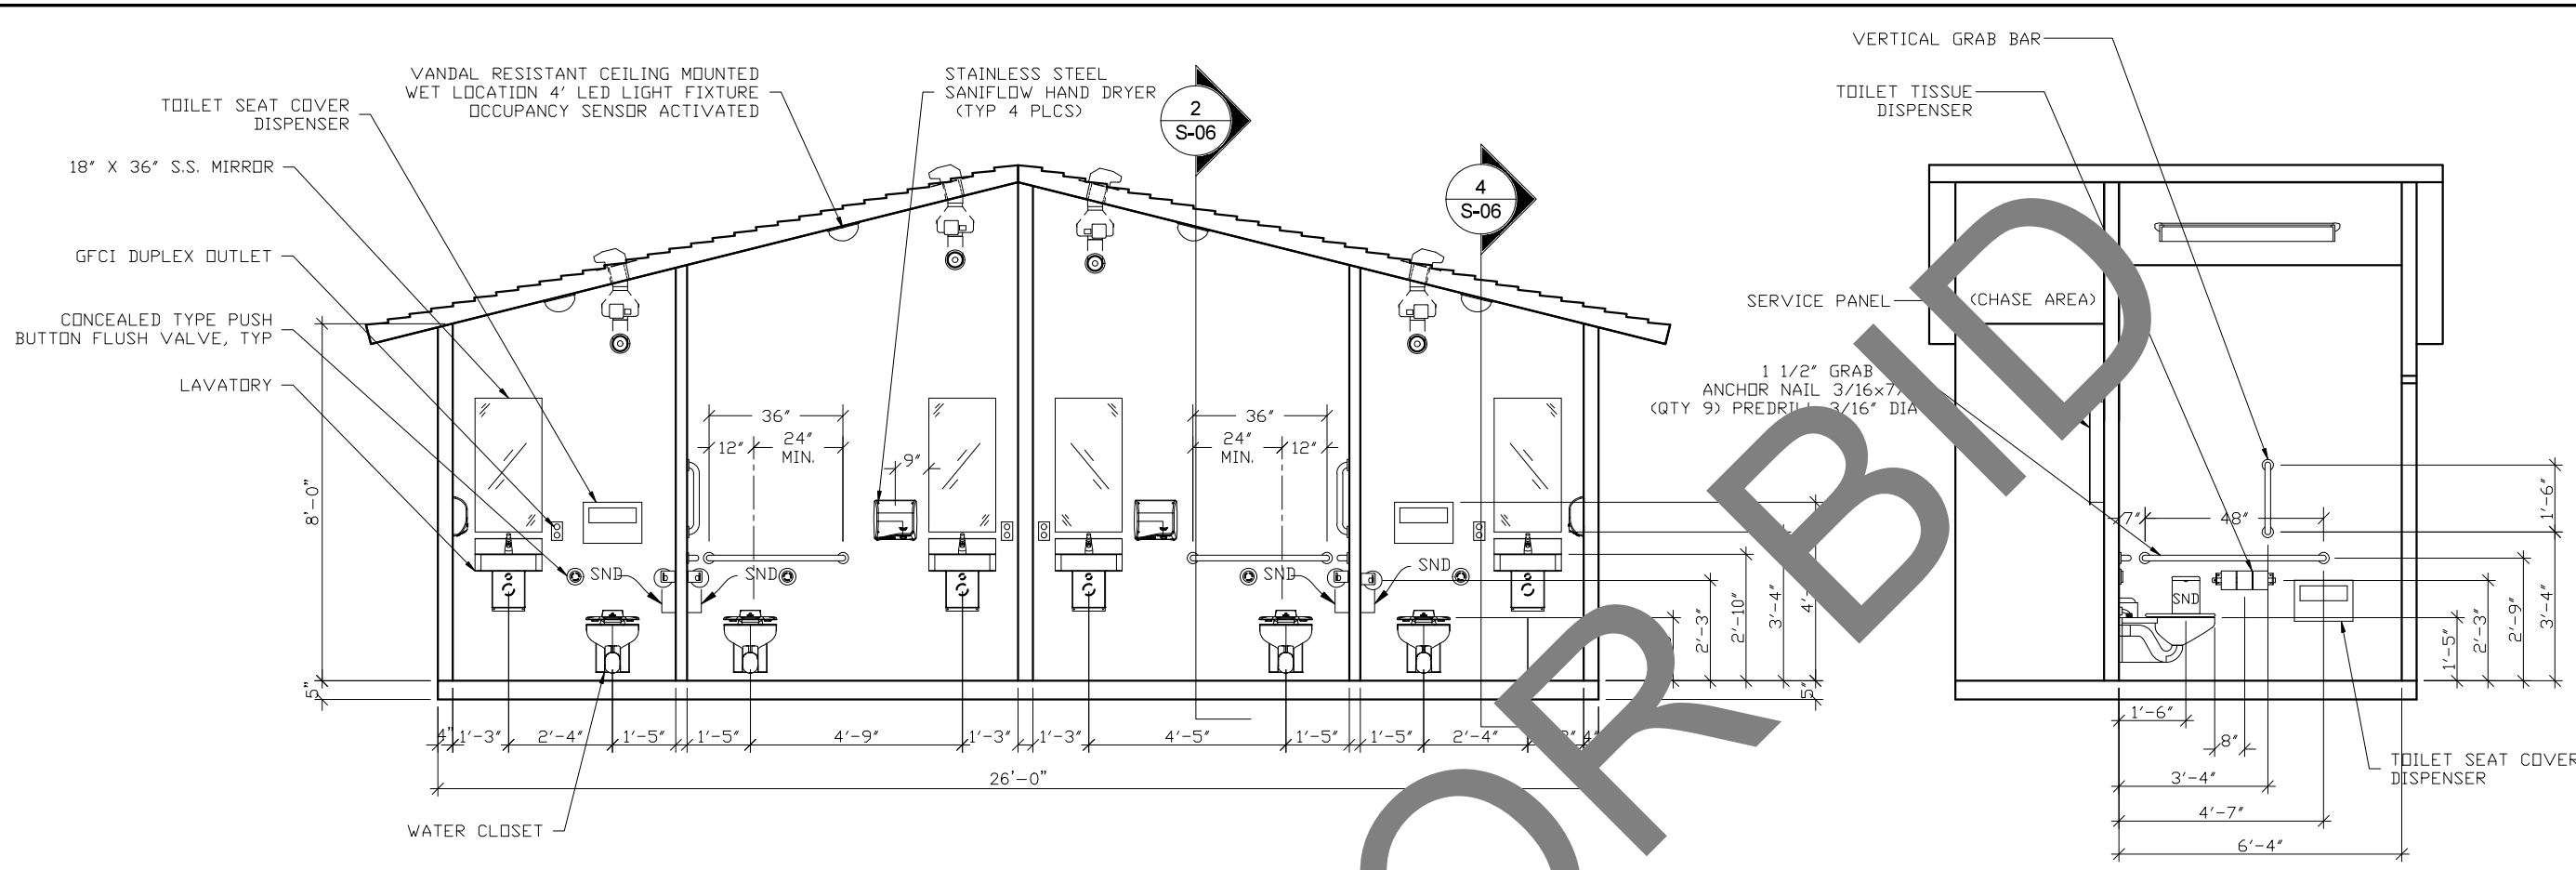 VANDAL RESISTANT CEILING MOUNTED
WET LOCATION 4' LED LIGHT FIXTURE
OCCUPANCY SENSOR ACTIVATED
STAINLESS STEEL
SANIFLOW HAND DRYER
(TYP 4 PLCS)
TOILET SEAT COVER
DISPENSER
18" X 36" S.S. MIRROR
GFCI DUPLEX OUTLET
CONCEALED TYPE PUSH
BUTTON FLUSH VALVE, TYP
LAVATORY
2
S-06
4
S-06
36"
12"
24"
MIN.
9"
36"
24"
MIN.
12"
8'-0"
5"
SND
SND
SND
SND
2'-3"
2'-10"
3'-4"
5"
4"
1'-3"
2'-4"
1'-5"
1'-5"
4'-9"
1'-3"
1'-3"
4'-5"
1'-5"
1'-5"
2'-4"
4"
26'-0"
WATER CLOSET
VERTICAL GRAB BAR
TOILET TISSUE
DISPENSER
SERVICE PANEL
(CHASE AREA)
1 1/2" GRAB
ANCHOR NAIL
(QTY 9) PREDRILL 3/16" DIA
7"
48"
1'-6"
SND
1'-5"
2'-3"
2'-9"
3'-4"
1'-6"
8"
3'-4"
4'-7"
6'-4"
TOILET SEAT COVER
DISPENSER
OR BID